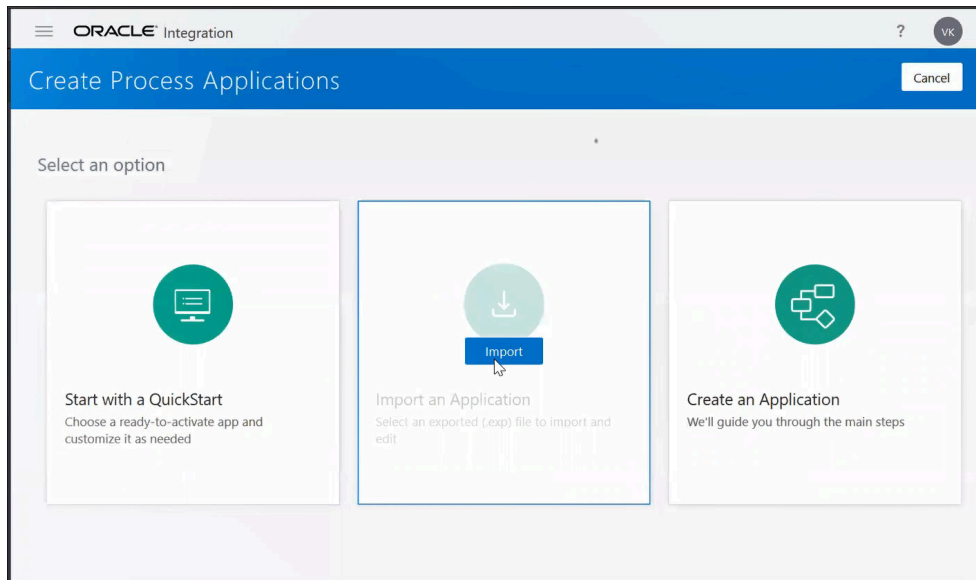 ORACLE Integration
?
VK
Create Process Applications
Cancel
Select an option
Start with a QuickStart
Choose a ready-to-activate app and
customize it as needed
Import
Import an Application
Select an exported (.exp) file to import and
edit
Create an Application
We'll guide you through the main steps